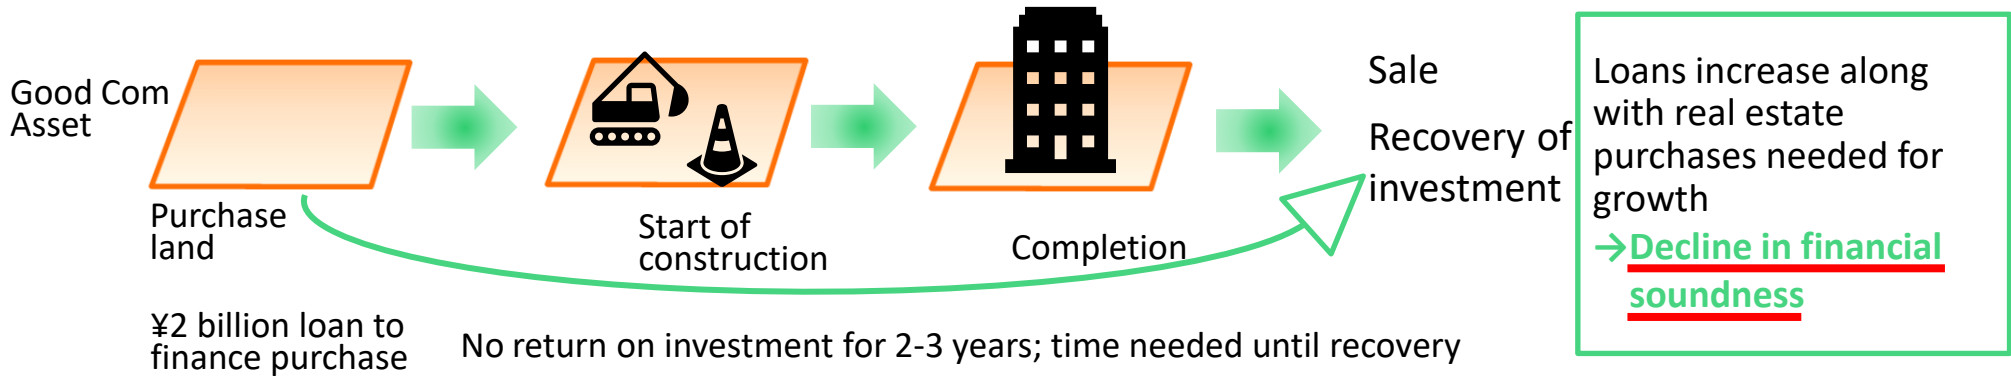 Good Com
Asset
Purchase
land
¥2 billion loan to
finance purchase
Start of
construction
Completion
No return on investment for 2-3 years; time needed until recovery
Sale
Recovery of
investment
Loans increase along
with real estate
purchases needed for
growth
→Decline in financial
soundness